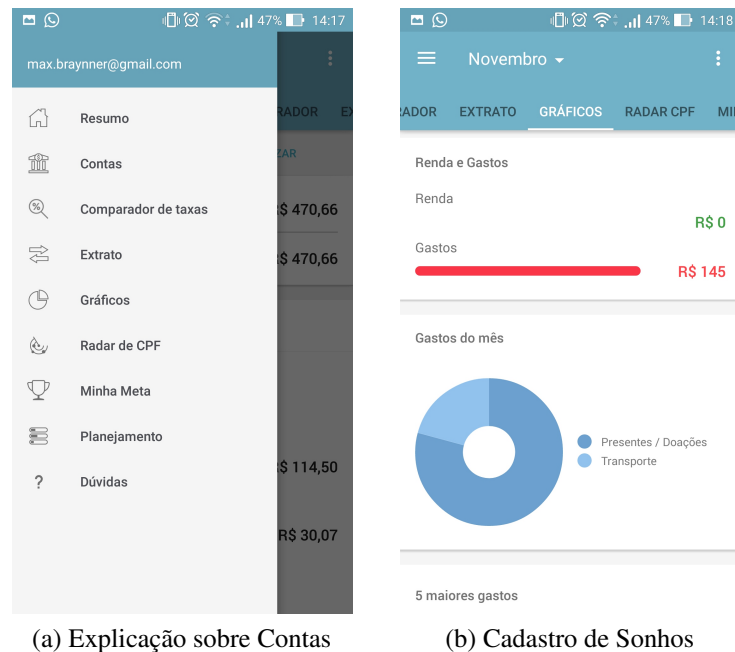 47% 14:17
max.braynner@gmail.com
RADOR EX
ZAR
Resumo
Contas
Comparador de taxas
$ 470,66
Extrato
$ 470,66
Gráficos
Radar de CPF
Minha Meta
Planejamento
$ 114,50
? Dúvidas
R$ 30,07
(a) Explicação sobre Contas
47% 14:18
Novembro
RADOR EXTRATO GRÁFICOS RADAR CPF MI
Renda e Gastos
Renda
R$ 0
Gastos
R$ 145
Gastos do mês
Presentes / Doações
Transporte
5 maiores gastos
(b) Cadastro de Sonhos